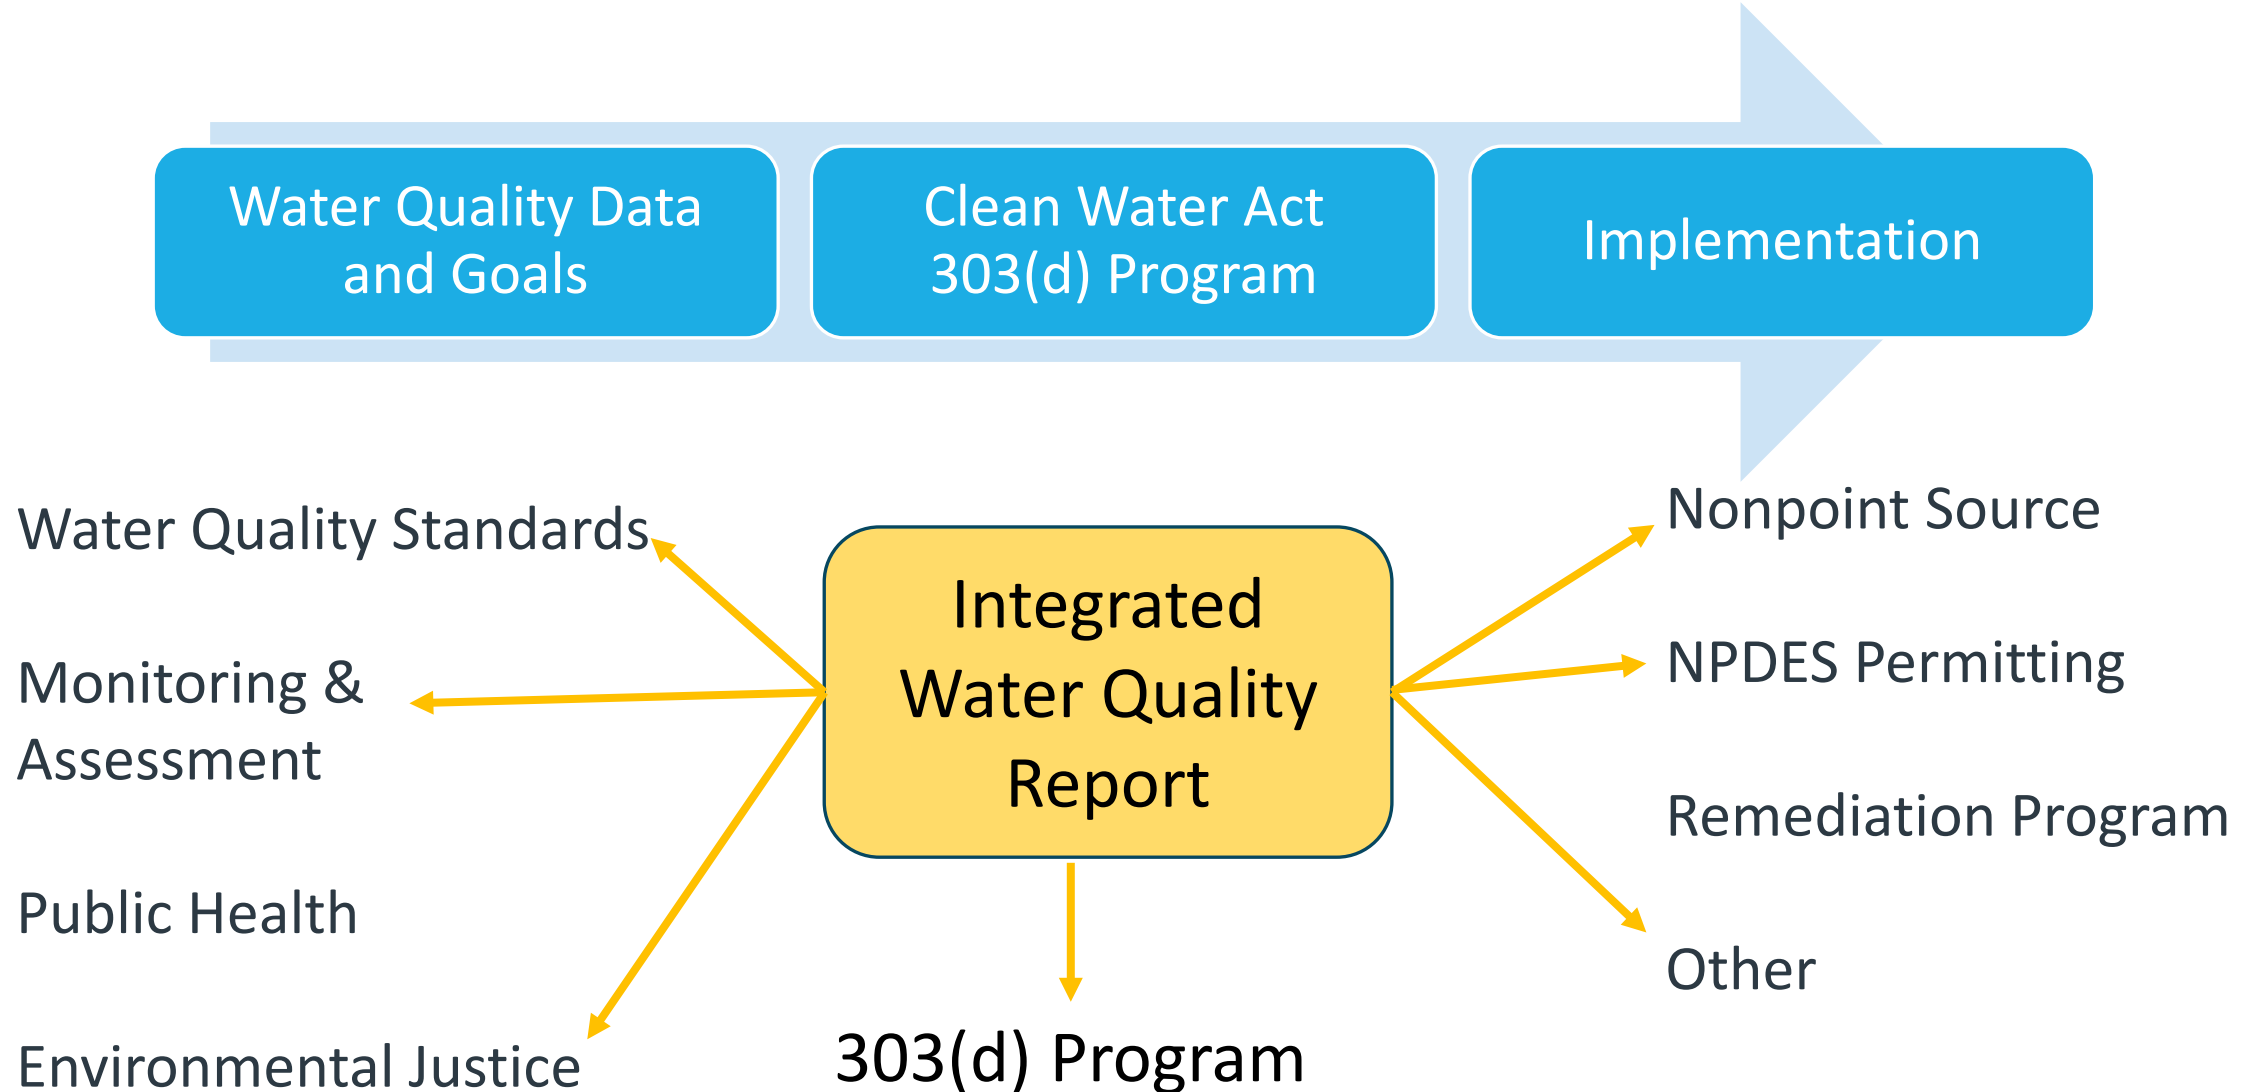 Water Quality Data
and Goals
Clean Water Act
303(d) Program
Implementation
Water Quality Standards
Monitoring &
Assessment
Public Health
Environmental Justice
Integrated
Water Quality
Report
303(d) Program
Nonpoint Source
NPDES Permitting
Remediation Program
Other